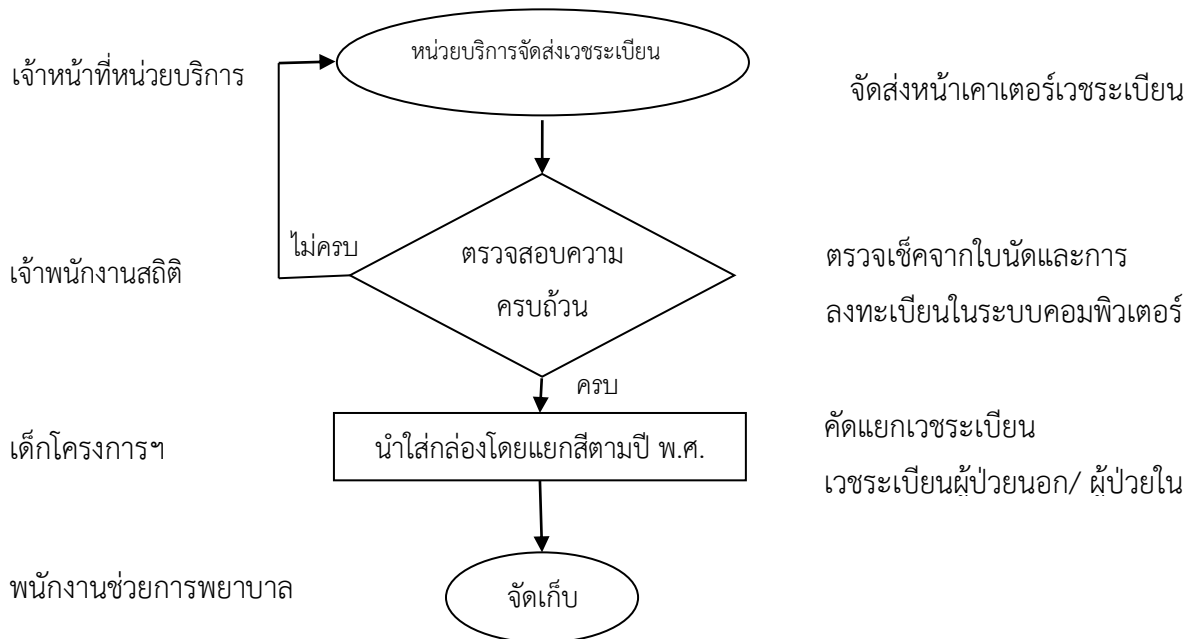 หน่วยบริการจัดส่งเวชระเบียน
เจ้าหน้าที่หน่วยบริการ
จัดส่งหน้าเคาเตอร์เวชระเบียน
ไม่ครบ
ตรวจสอบความ
ครบถ้วน
เจ้าพนักงานสถิติ
ตรวจเช็คจากใบนัดและการ
ลงทะเบียนในระบบคอมพิวเตอร์
ครบ
เด็กโครงการฯ
นำใส่กล่องโดยแยกสีตามปี พ.ศ.
คัดแยกเวชระเบียน
เวชระเบียนผู้ป่วยนอก/ ผู้ป่วยใน
พนักงานช่วยการพยาบาล
จัดเก็บ